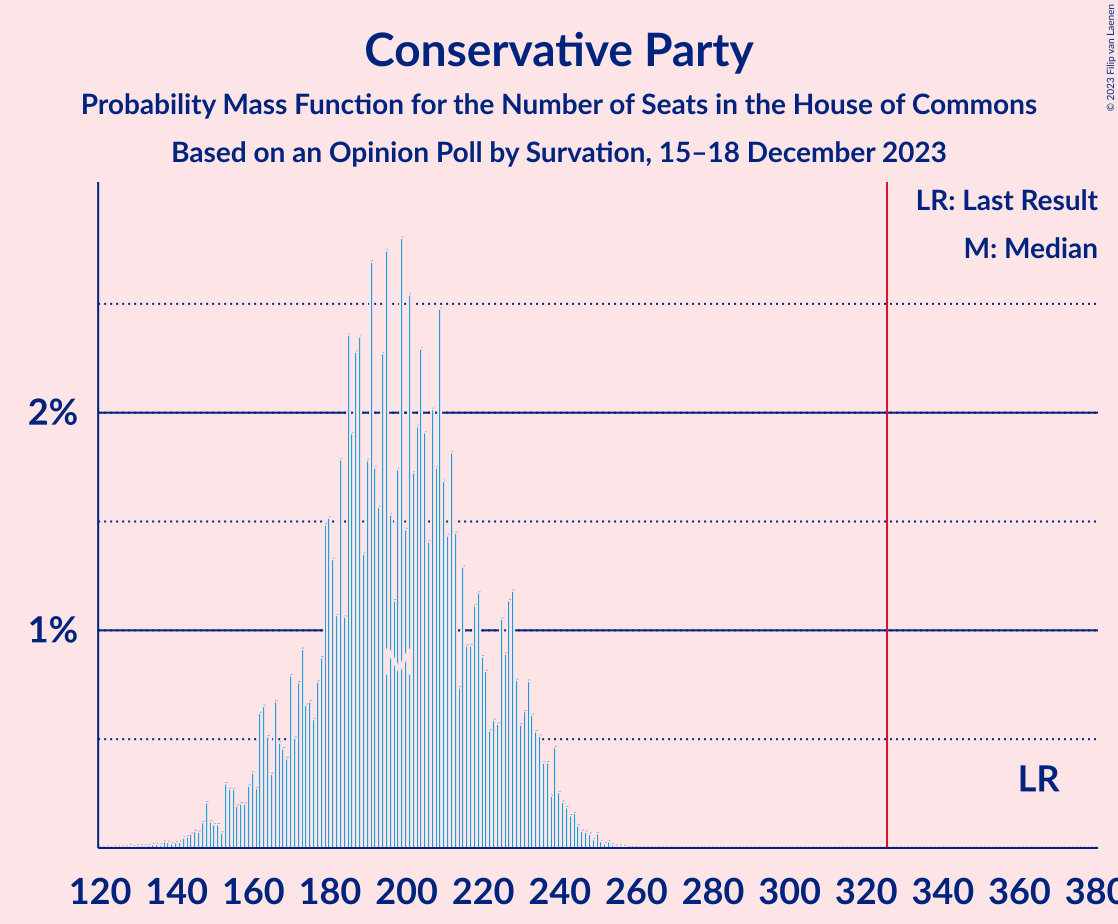 Conservative Party
Probability Mass Function for the Number of Seats in the House of Commons
Based on an Opinion Poll by Survation, 15–18 December 2023
© 2023 Filip van Laenen
LR: Last Result
M: Median
2%
1%
M
LR
120 140 160 180 200 220 240 260 280 300 320 340 360 380